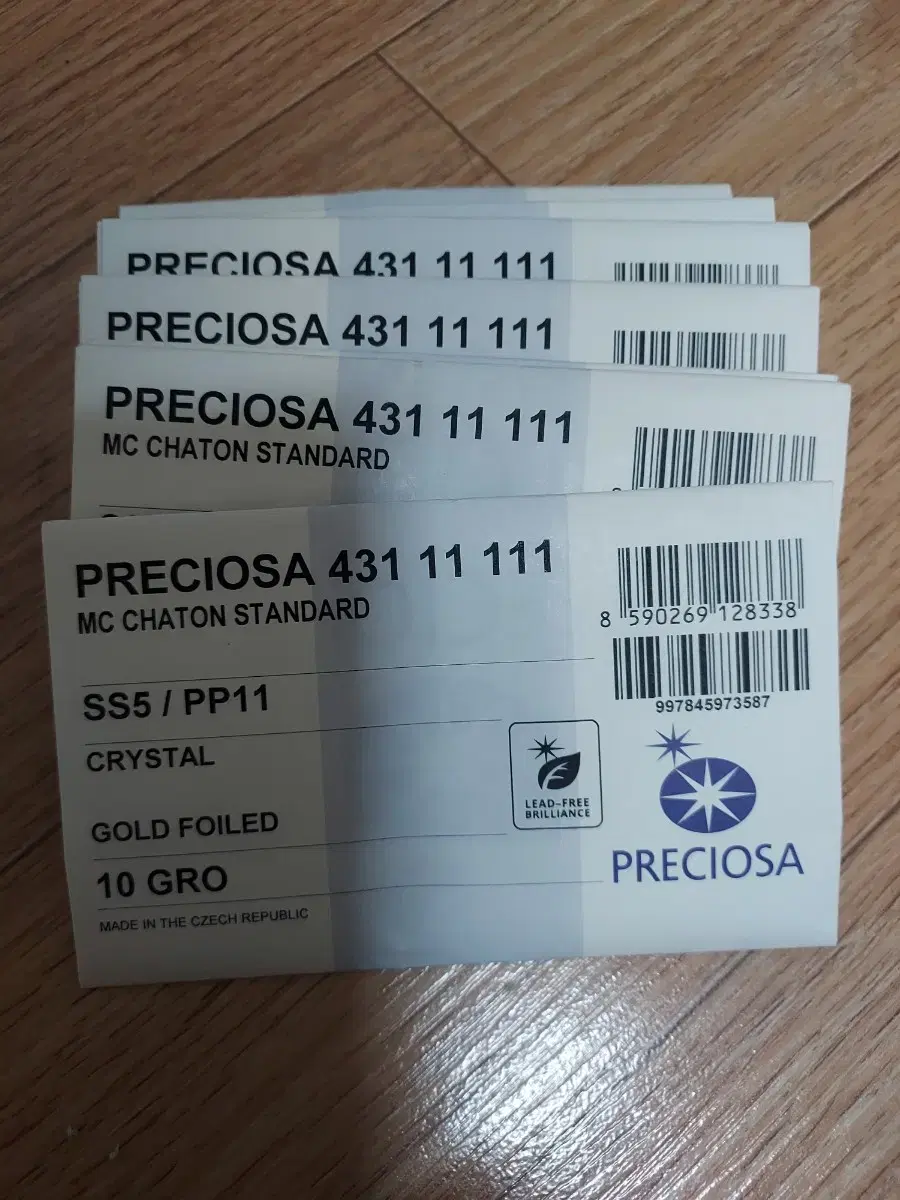 PRECIOSA 431 11 111
PRECIOSA 431 11 111
PRECIOSA 431 11 111
MC CHATON STANDARD
PRECIOSA 431 11 111
MC CHATON STANDARD
8 590269 128338
997845973587
SS5 / PP11
CRYSTAL
LEAD-FREE
BRILLIANCE
GOLD FOILED
PRECIOSA
10 GRO
MADE IN THE CZECH REPUBLIC